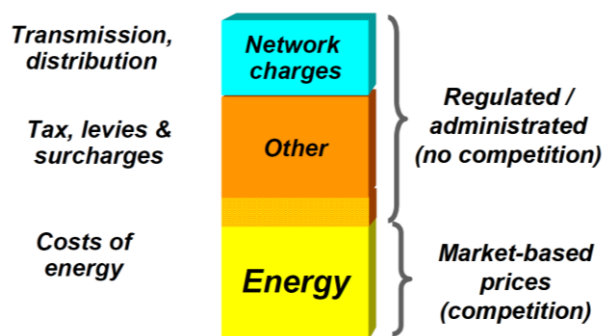 Transmission,
distribution
Network
charges
Regulated /
administrated
(no competition)
Tax, levies &
surcharges
Other
Costs of
energy
Energy
Market-based
prices
(competition)